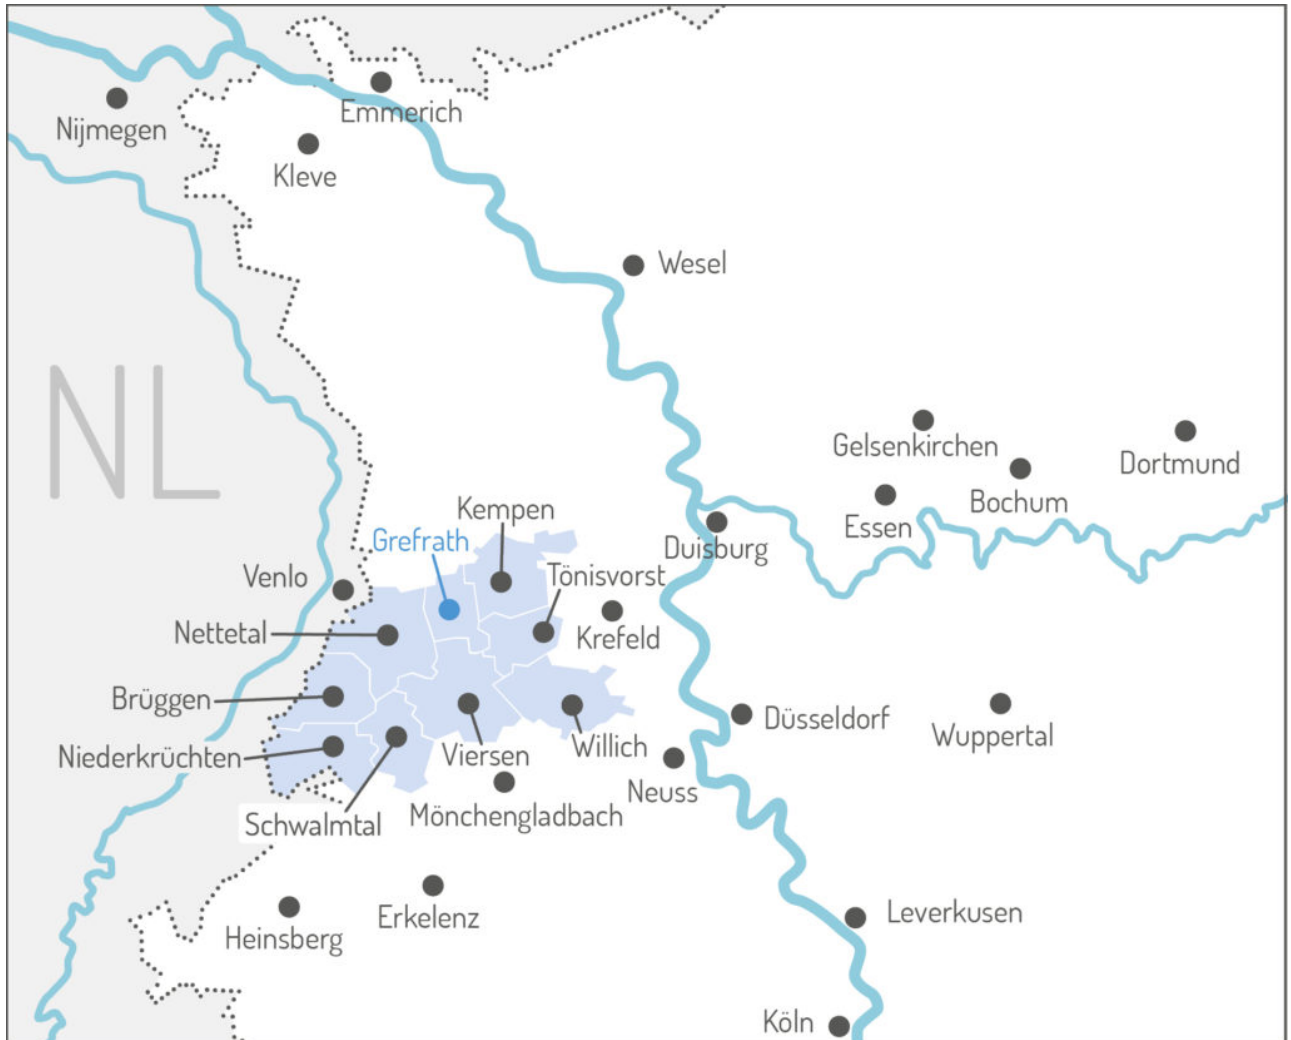 Nijmegen
Emmerich
Kleve
Wesel
NL
Gelsenkirchen
Dortmund
Bochum
Essen
Kempen
Grefrath
Duisburg
Venlo
Tönisvorst
Nettetal
Krefeld
Brüggen
Düsseldorf
Wuppertal
Niederkrüchten
Viersen
Willich
Neuss
Schwalmtal
Mönchengladbach
Erkelenz
Leverkusen
Heinsberg
Köln